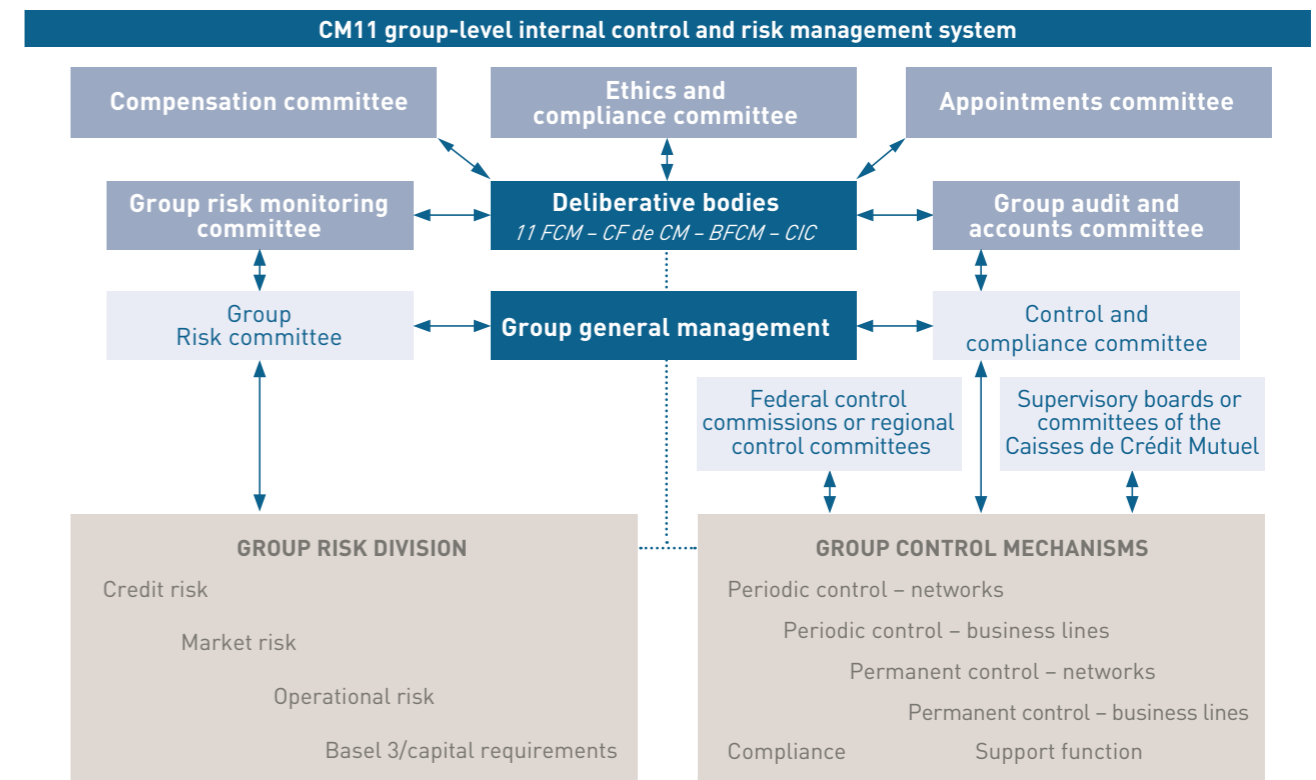 CM11 group-level internal control and risk management system
Compensation committee
Ethics and
compliance committee
Appointments committee
Group risk monitoring
committee
Deliberative bodies
11 FCM – CF de CM – BFCM – CIC
Group audit and
accounts committee
Group
Risk committee
Group general management
Control and
compliance committee
Federal control
commissions or regional
control committees
Supervisory boards or
committees of the
Caisses de Crédit Mutuel
GROUP RISK DIVISION
Credit risk
Market risk
Operational risk
Basel 3/capital requirements
GROUP CONTROL MECHANISMS
Periodic control – networks
Periodic control – business lines
Permanent control – networks
Permanent control – business lines
Compliance
Support function